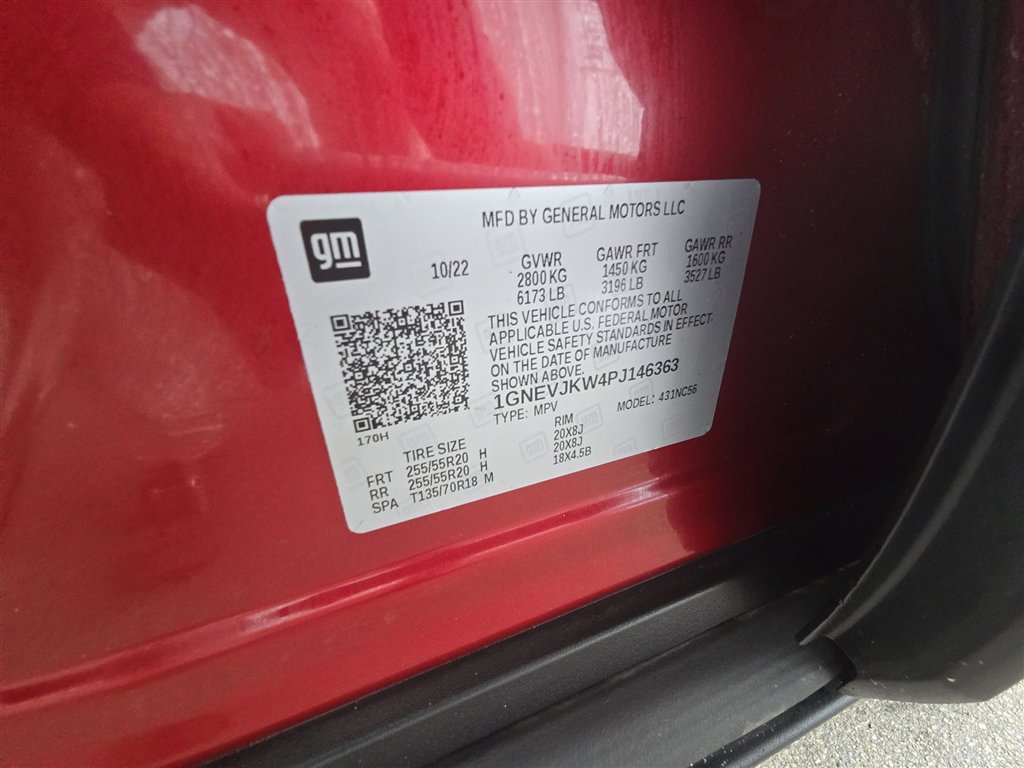 gm
MFD BY GENERAL MOTORS LLC
10/22
GVWR
2800 KG
6173 LB
GAWR FRT
1450 KG
3196 LB
GAWR RR
1600 KG
3527 LB
THIS VEHICLE CONFORMS TO ALL
APPLICABLE U.S. FEDERAL MOTOR
VEHICLE SAFETY STANDARDS IN EFFECT
ON THE DATE OF MANUFACTURE
SHOWN ABOVE.
1GNEVJKW4PJ146363
TYPE: MPV MODEL: 431NC56
170H
TIRE SIZE RIM
FRT 255/55R20 H 20X8J
RR 255/55R20 H 20X8J
SPA T135/70R18 M 18X4.5B